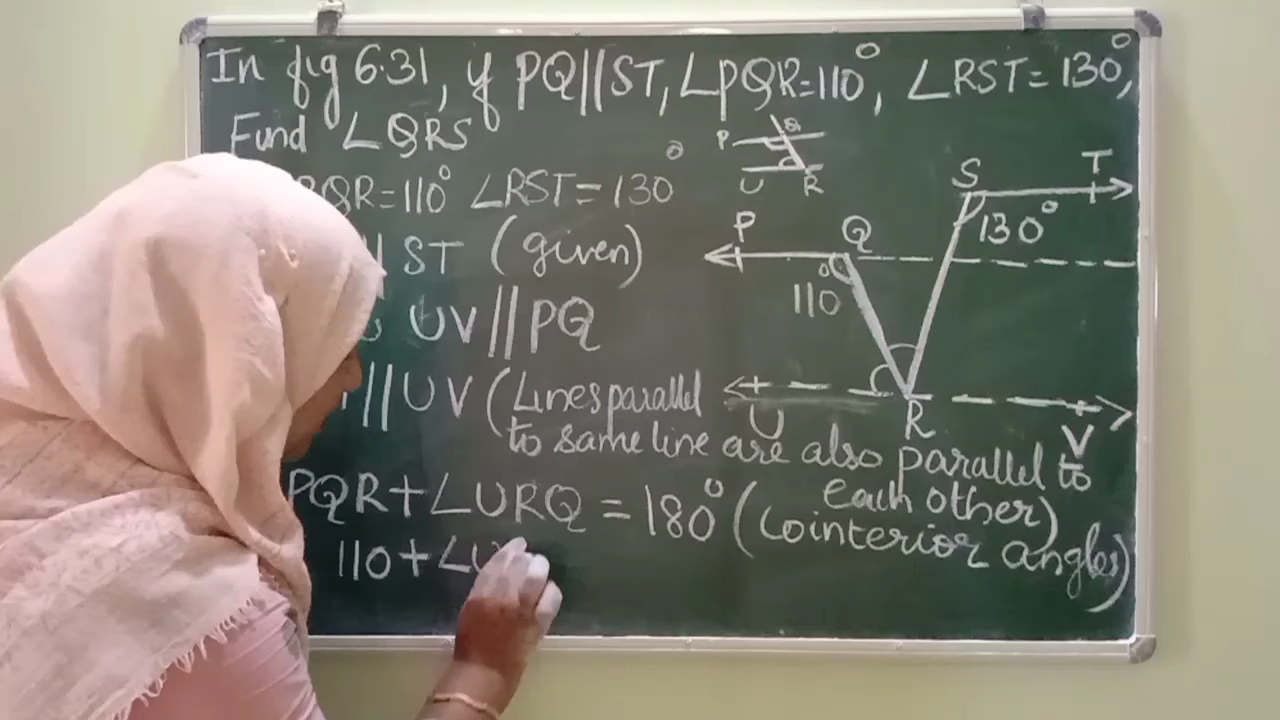 In fig 6.31, if PQ||ST, ∠PQR=110°, ∠RST=130°,
Find ∠QRS
PQR=110° ∠RST=130°
|| ST (given)
UV||PQ
||UV (Lines parallel
to same line are also parallel to
each other)
PQR+∠URQ=180° (Cointerior angles)
110+∠U
P Q
U R
S T
130°
P Q
110°
U R V